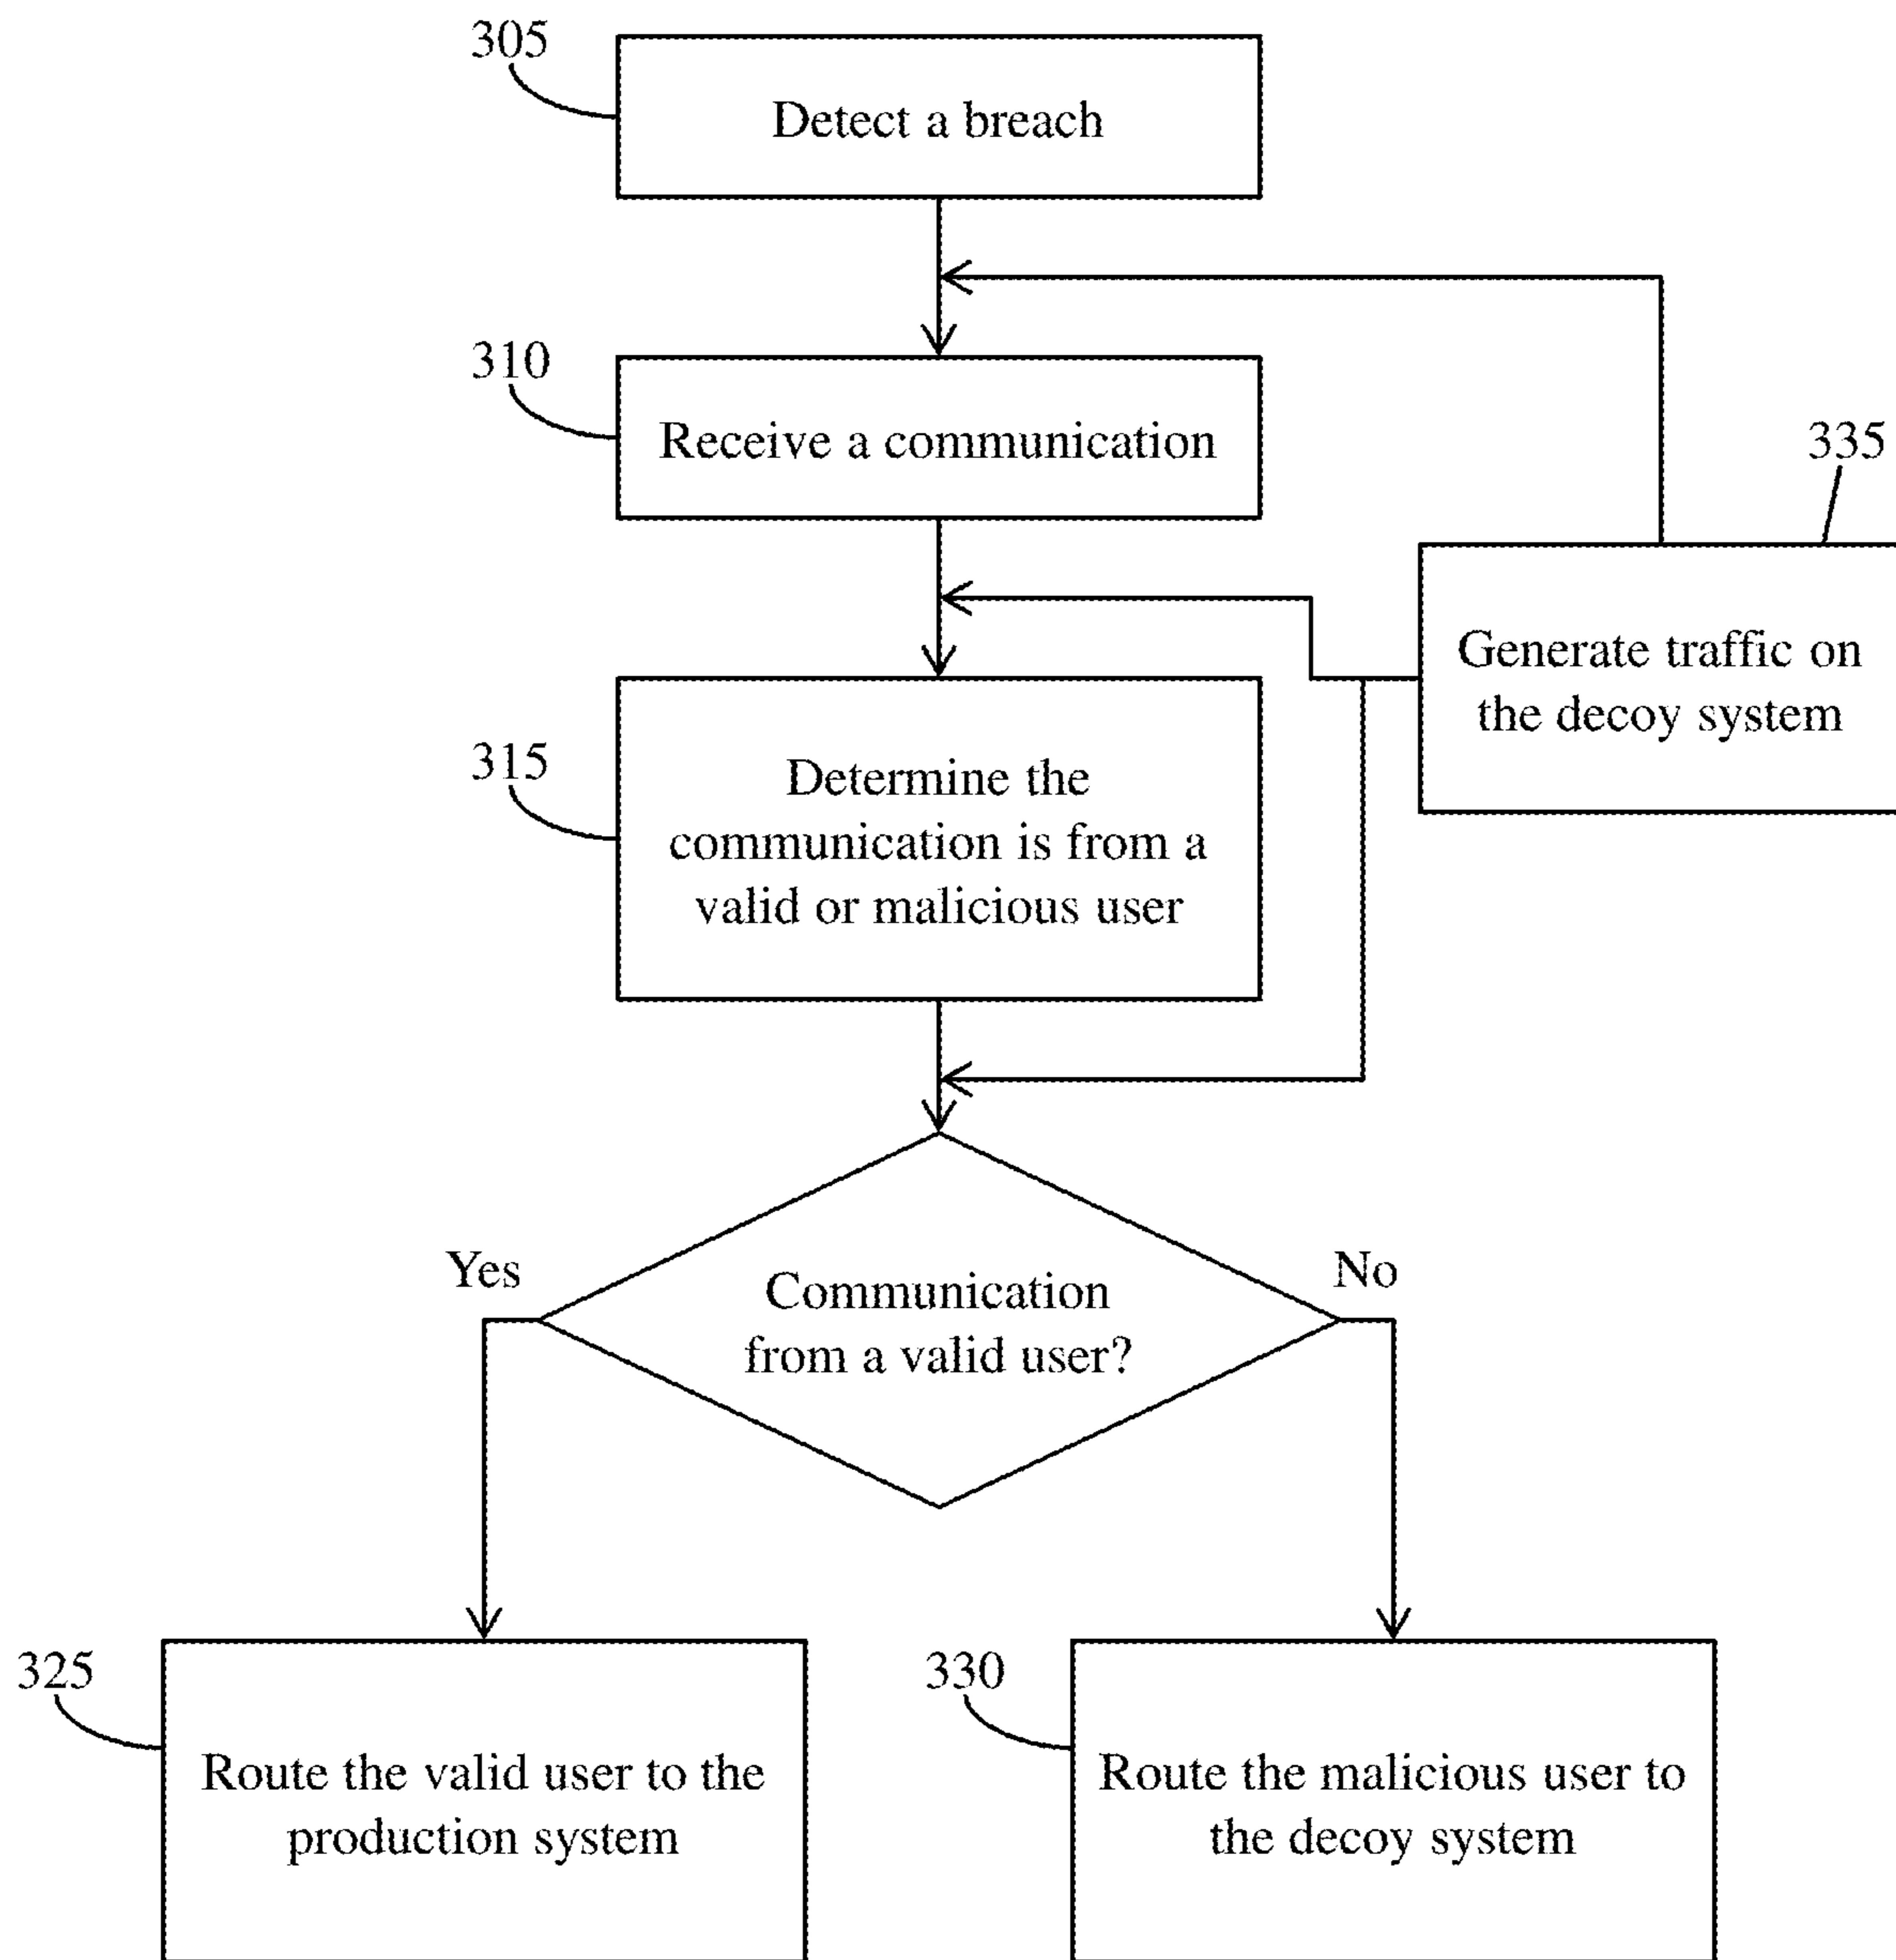 305
Detect a breach
310
Receive a communication
335
Generate traffic on
the decoy system
315
Determine the
communication is from a
valid or malicious user
Yes
No
Communication
from a valid user?
325
Route the valid user to the
production system
330
Route the malicious user to
the decoy system